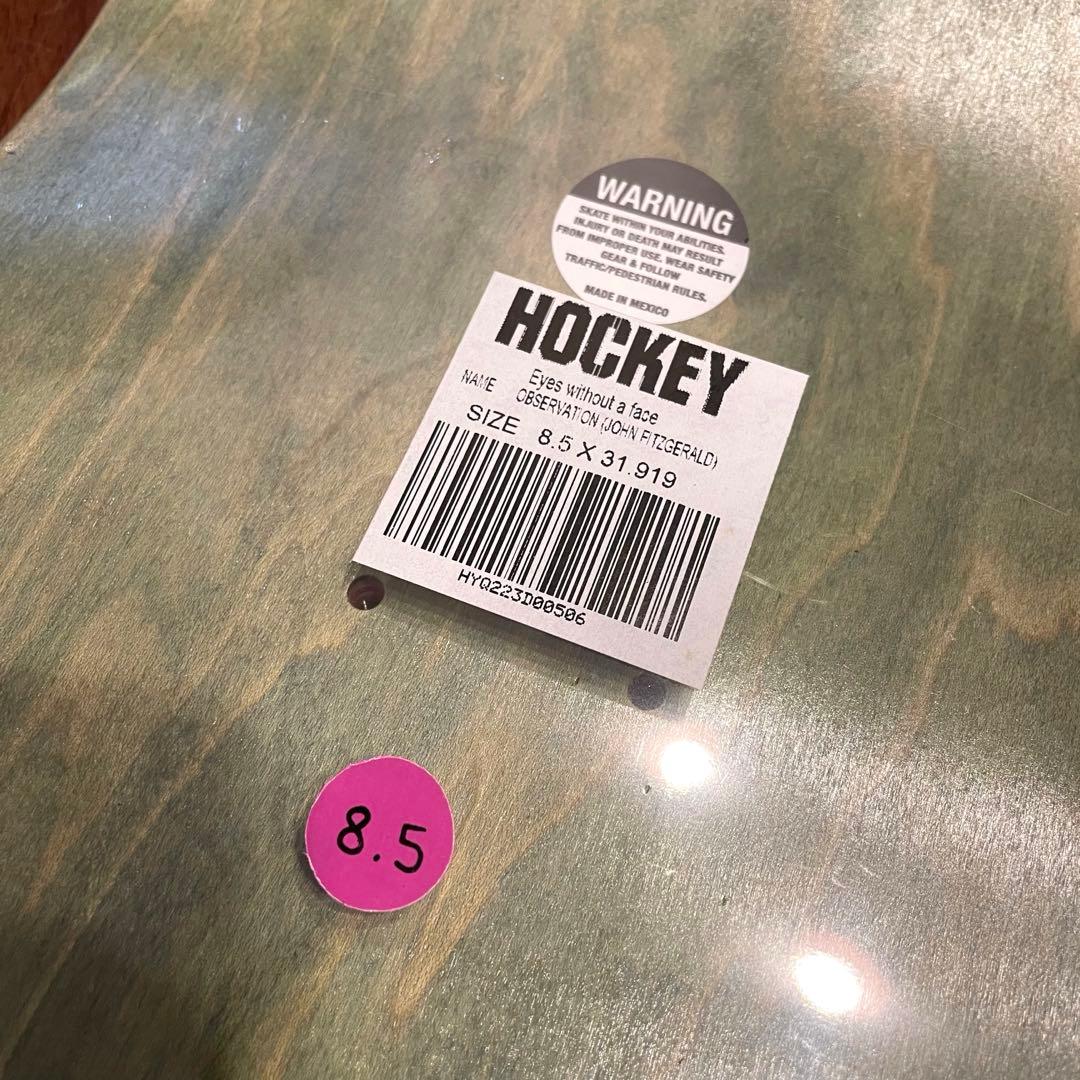 WARNING
SKATE WITHIN YOUR ABILITIES.
INJURY OR DEATH MAY RESULT
FROM IMPROPER USE. WEAR SAFETY
GEAR & FOLLOW
TRAFFIC/PEDESTRIAN RULES.
MADE IN MEXICO
HOCKEY
NAME Eyes without a face
OBSERVATION (JOHN FITZGERALD)
SIZE 8.5 X 31.919
HYQ223D00506
8.5